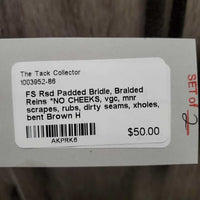 The Tack Collector
1003952-86
FS Rsd Padded Bridle, Braided
Reins *NO CHEEKS, vgc, mnr
scrapes, rubs, dirty seams, xholes,
bent Brown H
$50.00
AKPRK6
SET of
2